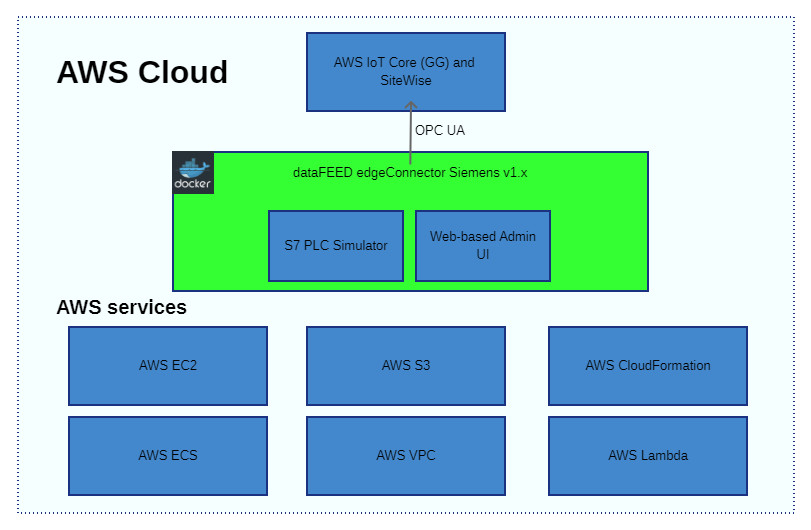 AWS Cloud
AWS IoT Core (GG) and
SiteWise
OPC UA
docker
dataFEED edgeConnector Siemens v1.x
S7 PLC Simulator
Web-based Admin
UI
AWS services
AWS EC2
AWS S3
AWS CloudFormation
AWS ECS
AWS VPC
AWS Lambda